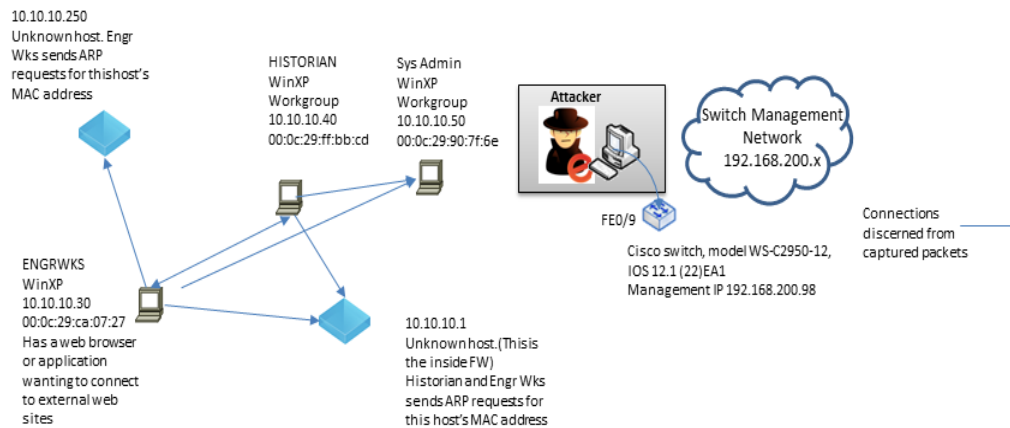 10.10.10.250
Unknown host. Engr
Wks sends ARP
requests for thishost's
MAC address
HISTORIAN
WinXP
Workgroup
10.10.10.40
00:0c:29:ff:bb:cd
Sys Admin
WinXP
Workgroup
10.10.10.50
00:0c:29:90:7f:6e
Attacker
Switch Management
Network
192.168.200.x
FE0/9
Cisco switch, model WS-C2950-12,
IOS 12.1 (22)EA1
Management IP 192.168.200.98
Connections
discerned from
captured packets
ENGRWKS
WinXP
10.10.10.30
00:0c:29:ca:07:27
Has a web browser
or application
wanting to connect
to external web
sites
10.10.10.1
Unknown host.(This is
the inside FW)
Historian and Engr Wks
sends ARP requests for
this host's MAC address